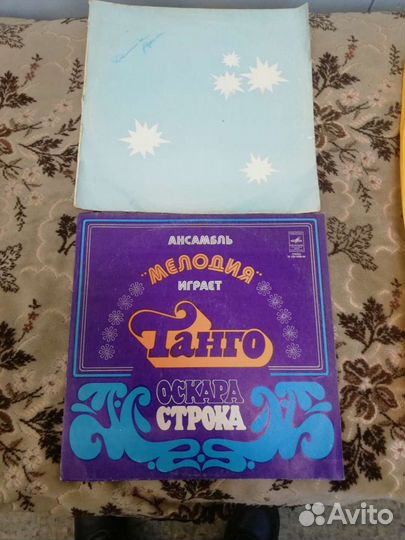 АНСАМБЛЬ
"МЕЛОДИЯ"
ИГРАЕТ
Танго
ОСКАРА
СТРОКА
Avito